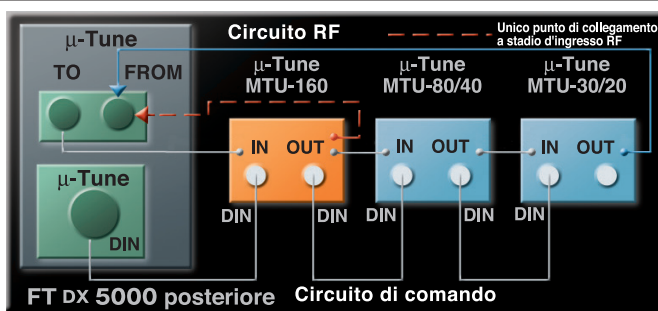 Circuito RF
Unico punto di collegamento
a stadio d'ingresso RF
μ-Tune
TO FROM
μ-Tune
MTU-160
μ-Tune
MTU-80/40
μ-Tune
MTU-30/20
IN OUT
IN OUT
IN OUT
μ-Tune
DIN
DIN DIN DIN DIN DIN
FT DX 5000 posteriore
Circuito di comando